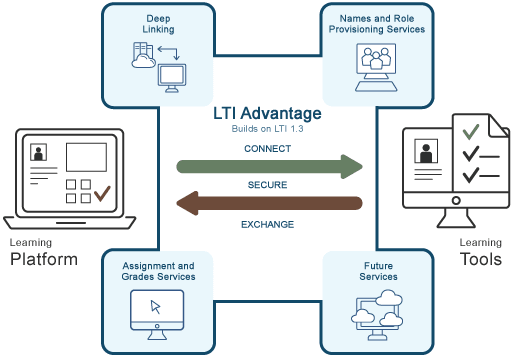 Deep
Linking
Names and Role
Provisioning Services
LTI Advantage
Builds on LTI 1.3
CONNECT
SECURE
EXCHANGE
Learning
Platform
Learning
Tools
Assignment and
Grades Services
Future
Services